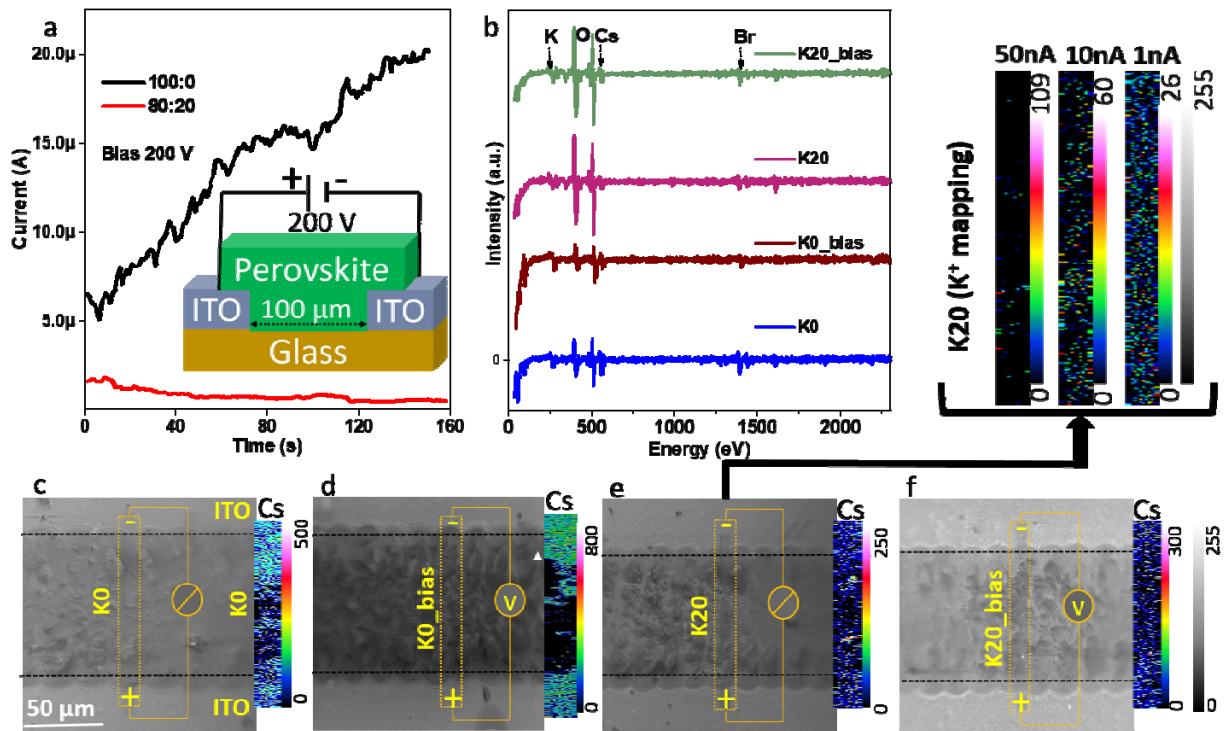 a
20.0µ
15.0µ
10.0µ
5.0µ
Current (A)
100:0
80:20
Bias 200 V
+ -
200 V
Perovskite
ITO ITO
100 µm
Glass
0 40 80 120 160
Time (s)
b
K O Cs Br
K20_bias
K20
K0_bias
K0
0
Intensity (a.u.)
0 500 1000 1500 2000
Energy (eV)
K20 (K+ mapping)
50nA 10nA 1nA
109 60 26 255
0 0 0 0
c
ITO
K0
K0
-
+
ITO
50 µm
Cs
500
0
d
K0_bias
-
+
V
Cs
800
0
e
K20
-
+
Cs
250
0
f
K20_bias
-
+
V
Cs
300
0
255
0